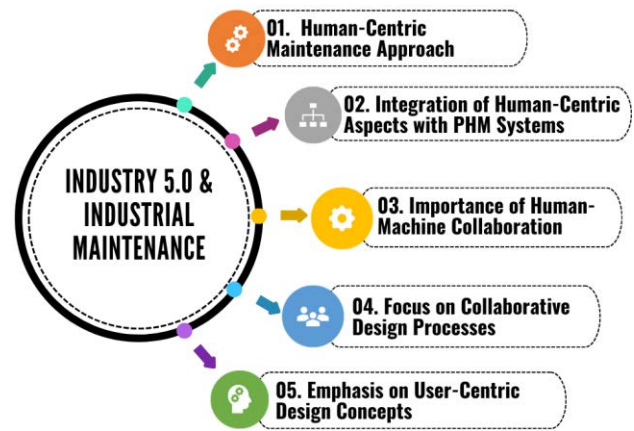 INDUSTRY 5.0 &
INDUSTRIAL
MAINTENANCE
01. Human-Centric
Maintenance Approach
02. Integration of Human-Centric
Aspects with PHM Systems
03. Importance of Human-
Machine Collaboration
04. Focus on Collaborative
Design Processes
05. Emphasis on User-Centric
Design Concepts